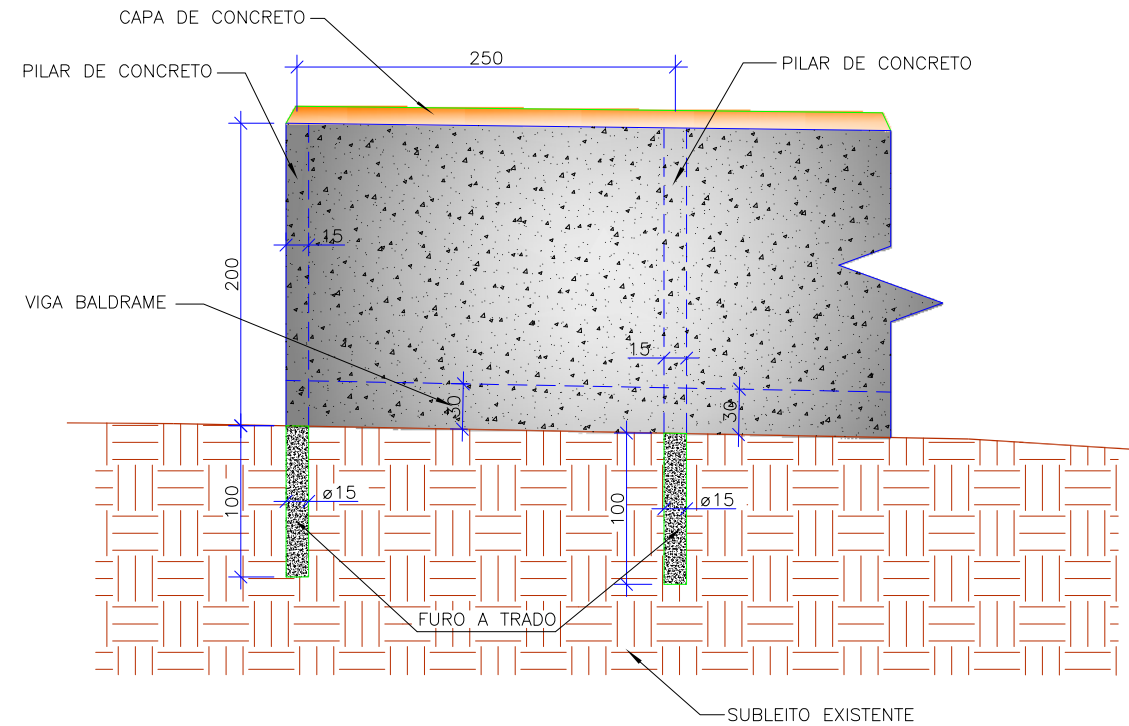 CAPA DE CONCRETO
250
PILAR DE CONCRETO
PILAR DE CONCRETO
15
200
VIGA BALDRAME
15
30
30
100
ø15
100
ø15
FURO A TRADO
SUBLEITO EXISTENTE